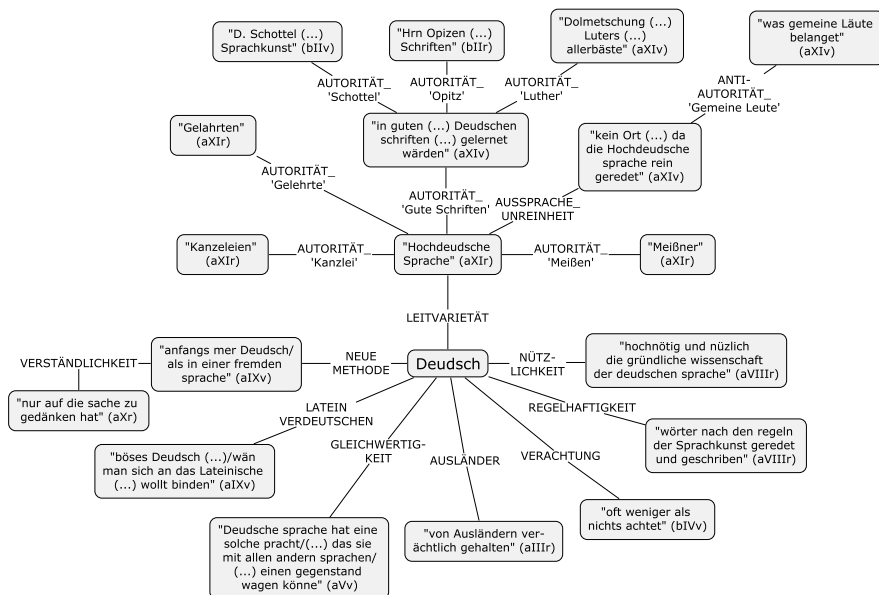 "D. Schottel (...)
Sprachkunst" (bIIv)
"Hrn Opizen (...)
Schriften" (bIIr)
"Dolmetschung (...)
Luters (...)
allerbäste" (aXIv)
"was gemeine Läute
belanget" (aXIv)
AUTORITÄT_
'Schottel'
AUTORITÄT_
'Opitz'
AUTORITÄT_
'Luther'
ANTI-
AUTORITÄT_
'Gemeine Leute'
"Gelahrten"
(aXIr)
"in guten (...) Deudschen
schriften (...) gelernet
wärden" (aXIv)
"kein Ort (...) da
die Hochdeudsche
sprache rein
geredet" (aXIv)
AUTORITÄT_
'Gelehrte'
AUTORITÄT_
'Gute Schriften'
AUSSPRACHE_
UNREINHEIT
"Kanzeleien"
(aXIr)
AUTORITÄT_
'Kanzlei'
"Hochdeudsche
Sprache" (aXIr)
AUTORITÄT_
'Meißen'
"Meißner"
(aXIr)
LEITVARIETÄT
VERSTÄNDLICHKEIT
"anfangs mer Deudsch/
als in einer fremden
sprache" (aIXv)
NEUE
METHODE
Deudsch
NÜTZ-
LICHKEIT
"hochnötig und nüzlich
die gründliche wissenschaft
der deudschen sprache" (aVIIIr)
"nur auf die sache zu
gedänken hat" (aXr)
LATEIN
VERDEUTSCHEN
REGELHAFTIGKEIT
"böses Deudsch (...)/wän
man sich an das Lateinische
(...) wollt binden" (aIXv)
GLEICHWERTIG-
KEIT
AUSLÄNDER
VERACHTUNG
"wörter nach den regeln
der Sprachkunst geredet
und geschriben" (aVIIIr)
"Deudsche sprache hat eine
solche pracht/(...) das sie
mit allen andern sprachen/
(...) einen gegenstand
wagen könne" (aVv)
"von Ausländern ver-
ächtlich gehalten" (aIIIr)
"oft weniger als
nichts achtet" (bIVv)